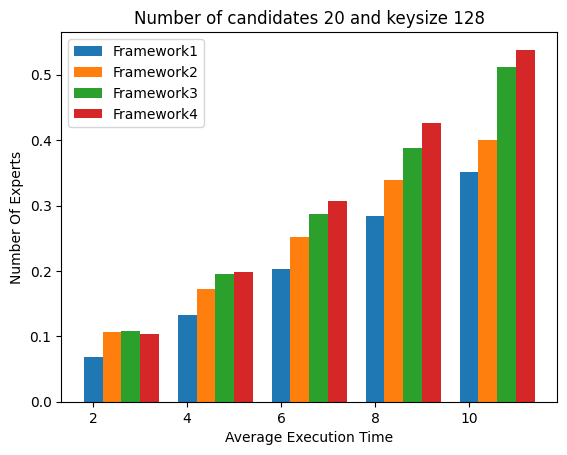 Number of candidates 20 and keysize 128
Framework1
Framework2
Framework3
Framework4
Number Of Experts
0.5
0.4
0.3
0.2
0.1
0.0
2 4 6 8 10
Average Execution Time